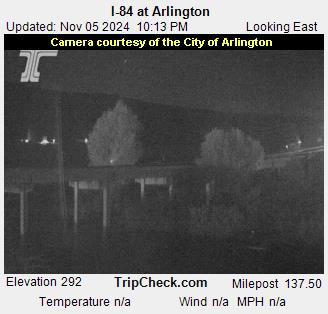 I-84 at Arlington
Updated: Nov 05 2024 10:13 PM Looking East
Camera courtesy of the City of Arlington
Elevation 292 TripCheck.com Milepost 137.50
Temperature n/a Wind n/a MPH n/a